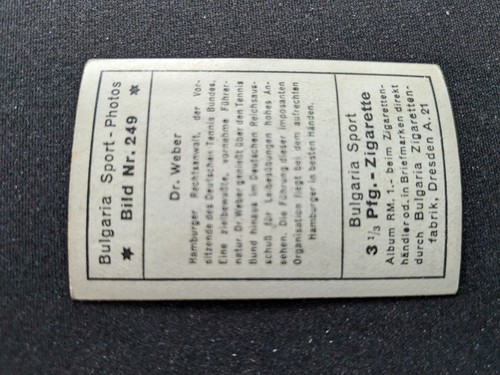 Bulgaria Sport-Photos
✷ Bild Nr. 249 ✷
Dr. Weber
Hamburger Rechtsanwalt, der Vor-
sitzende des Deutschen Tennis Bundes.
Eine zielbewußte, vornehme Führer-
natur. Dr. Weber genießt über den Tennis
Bund hinaus im Deutschen Reichsaus-
schuß für Leibesübungen hohes An-
sehen. Die Führung dieser imposanten
Organisation liegt bei dem aufrechten
Hamburger in besten Händen.
Bulgaria Sport
3 1/3 Pfg.-Zigarette
Album RM. 1.- beim Zigaretten-
händler od. in Briefmarken direkt
durch Bulgaria Zigaretten-
fabrik, Dresden A. 21